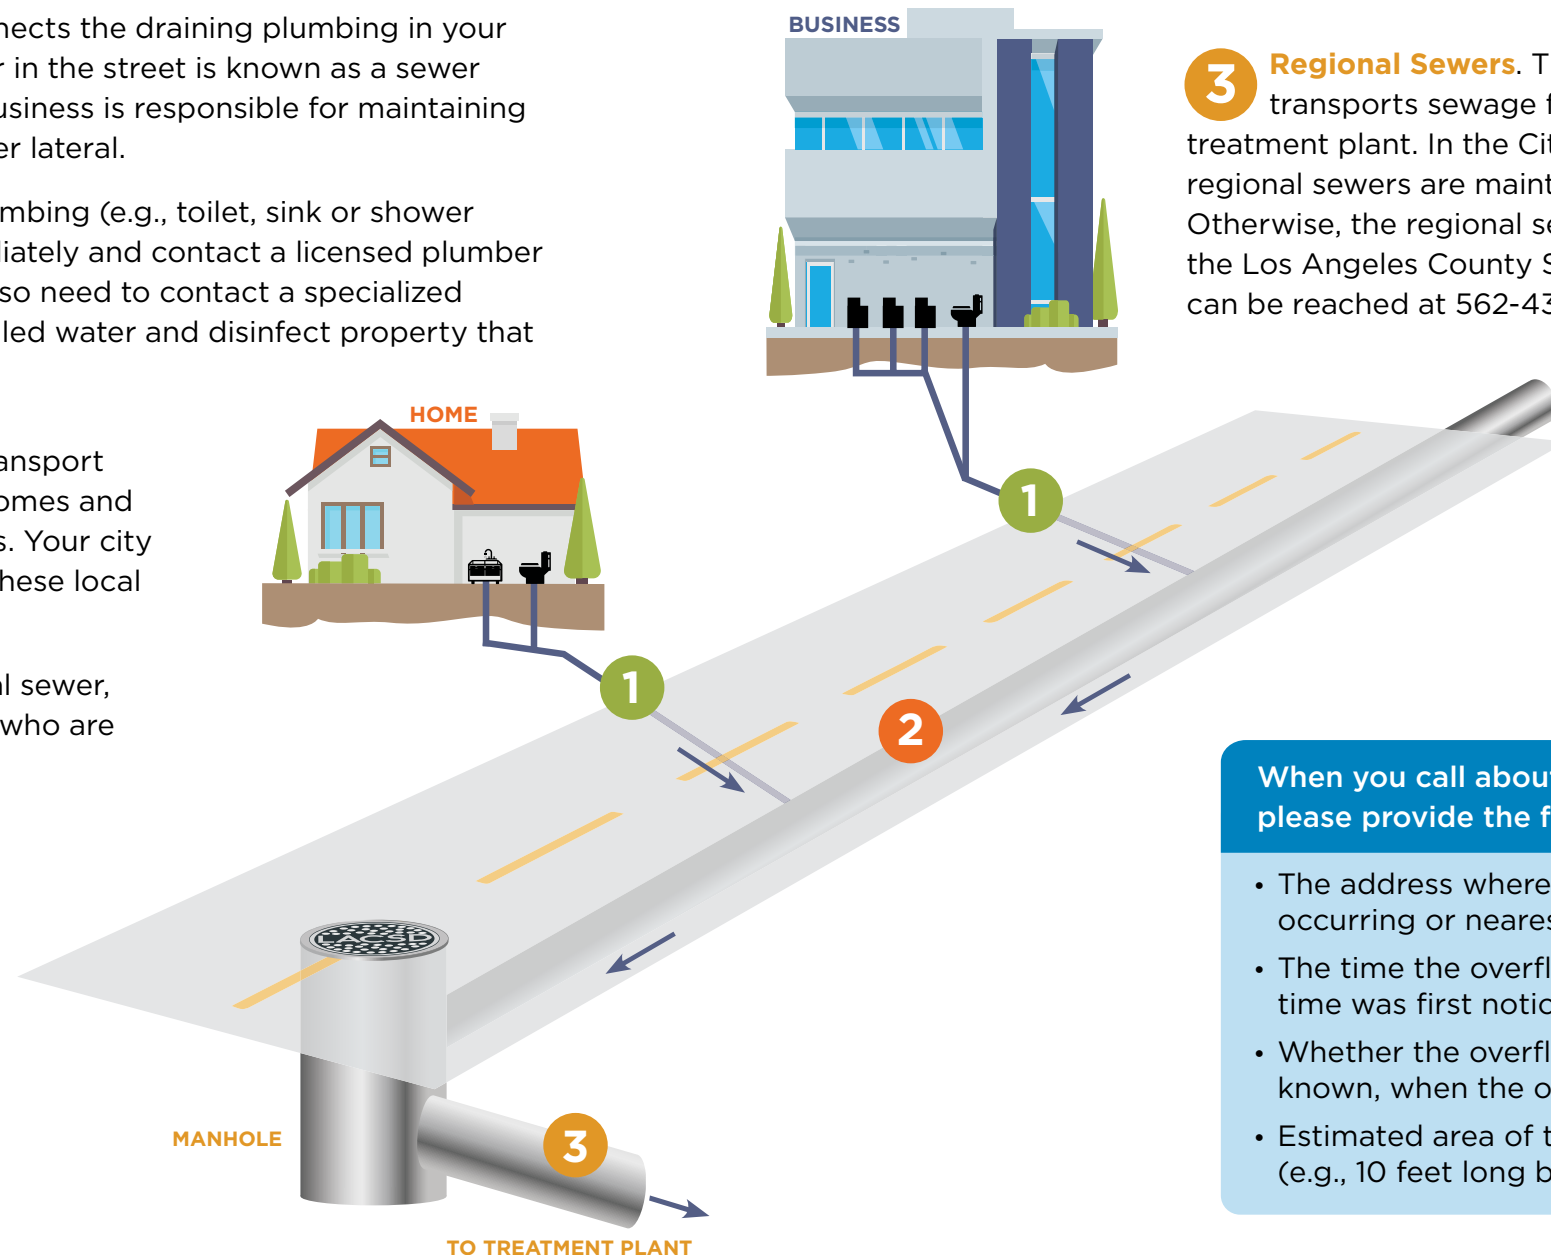 nects the draining plumbing in your
r in the street is known as a sewer
usiness is responsible for maintaining
er lateral.
mbing (e.g., toilet, sink or shower
diately and contact a licensed plumber
so need to contact a specialized
lled water and disinfect property that
ansport
omes and
s. Your city
hese local
al sewer,
who are
HOME
BUSINESS
1
1
2
3 Regional Sewers. T
transports sewage f
treatment plant. In the Cit
regional sewers are maint
Otherwise, the regional se
the Los Angeles County S
can be reached at 562-43
LACSD
MANHOLE
3
TO TREATMENT PLANT
When you call about
please provide the f
• The address where
occurring or neares
• The time the overfl
time was first notic
• Whether the overfl
known, when the o
• Estimated area of t
(e.g., 10 feet long b